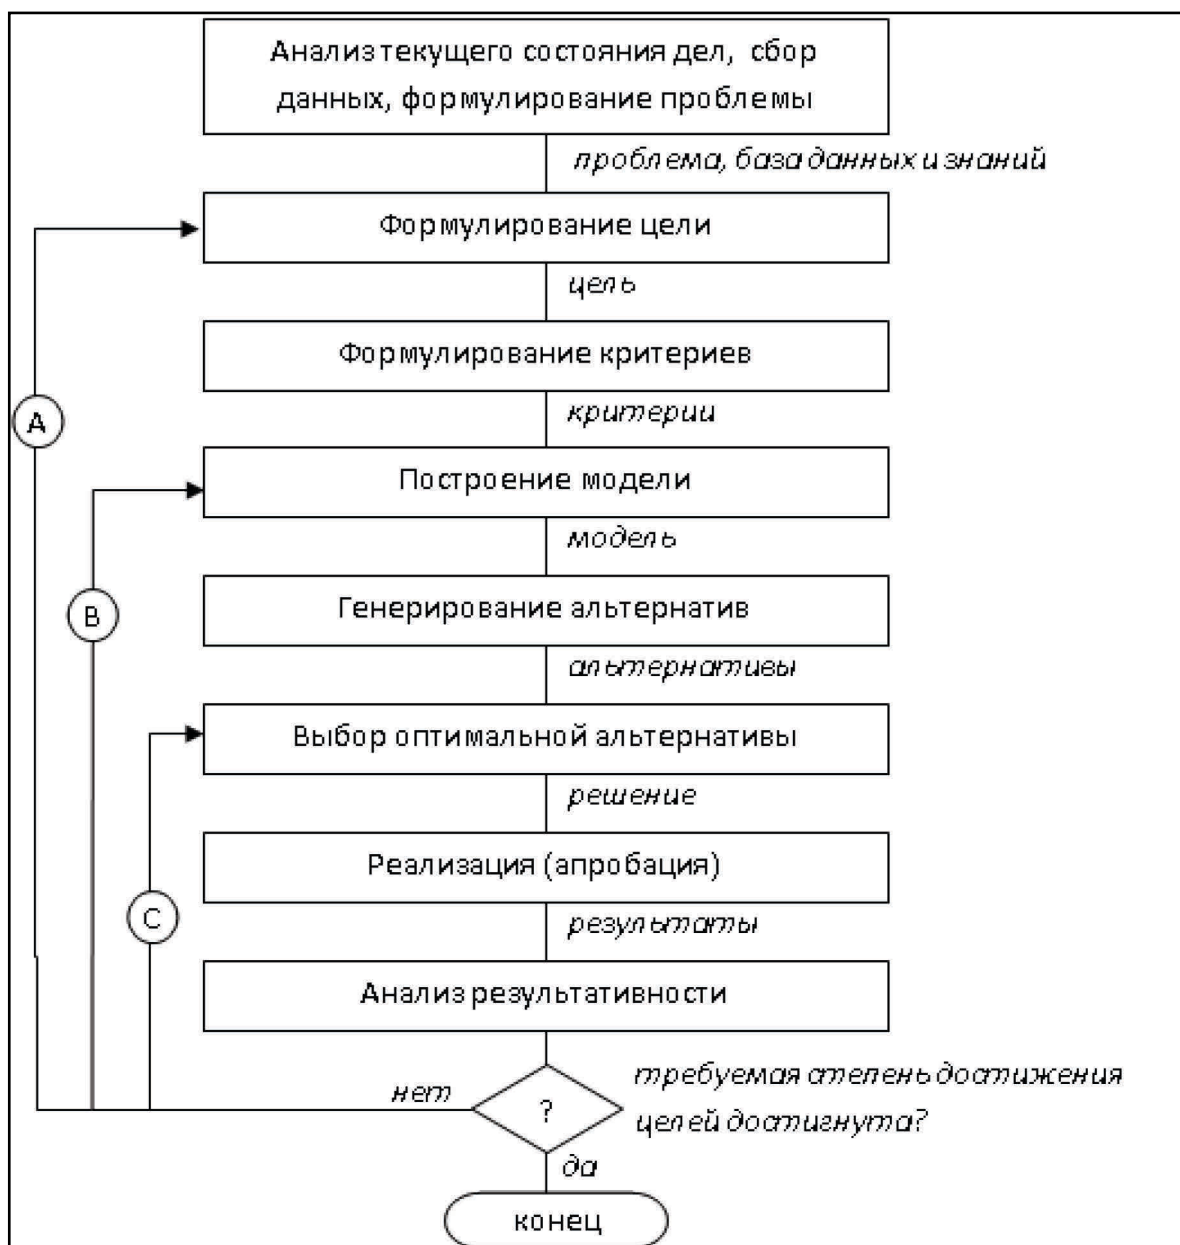 Анализ текущего состояния дел, сбор
данных, формулирование проблемы
проблема, база данных и знаний
Формулирование цели
цель
Формулирование критериев
критерии
A
Построение модели
модель
Генерирование альтернатив
B
альтернативы
Выбор оптимальной альтернативы
решение
Реализация (апробация)
C
результаты
Анализ результативности
нет
?
требуемая степень достижения
целей достигнута?
да
конец